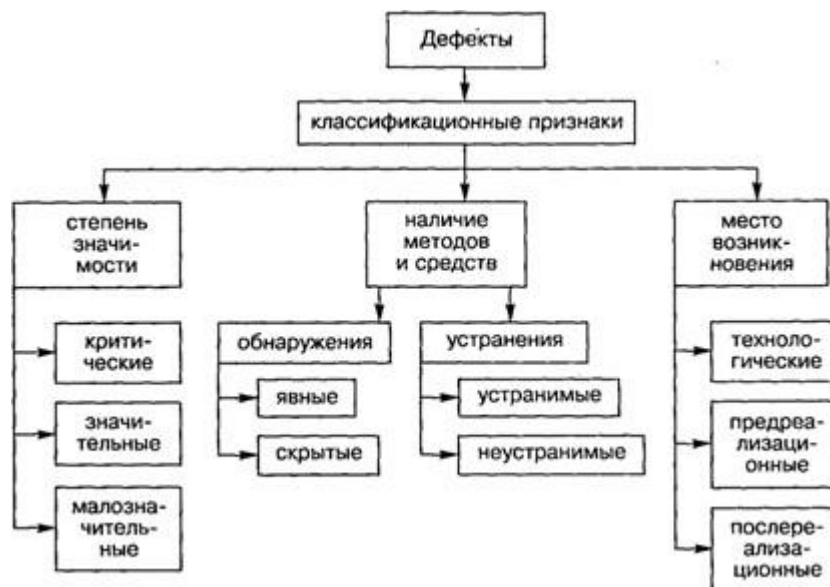 Дефекты
классификационные признаки
степень
значи-
мости
крити-
ческие
значи-
тельные
малозна-
читель-
ные
наличие
методов
и средств
обнаружения
явные
скрытые
устранения
устранимые
неустранимые
место
возник-
новения
техноло-
гические
предреа-
лизаци-
онные
послере-
ализа-
ционные